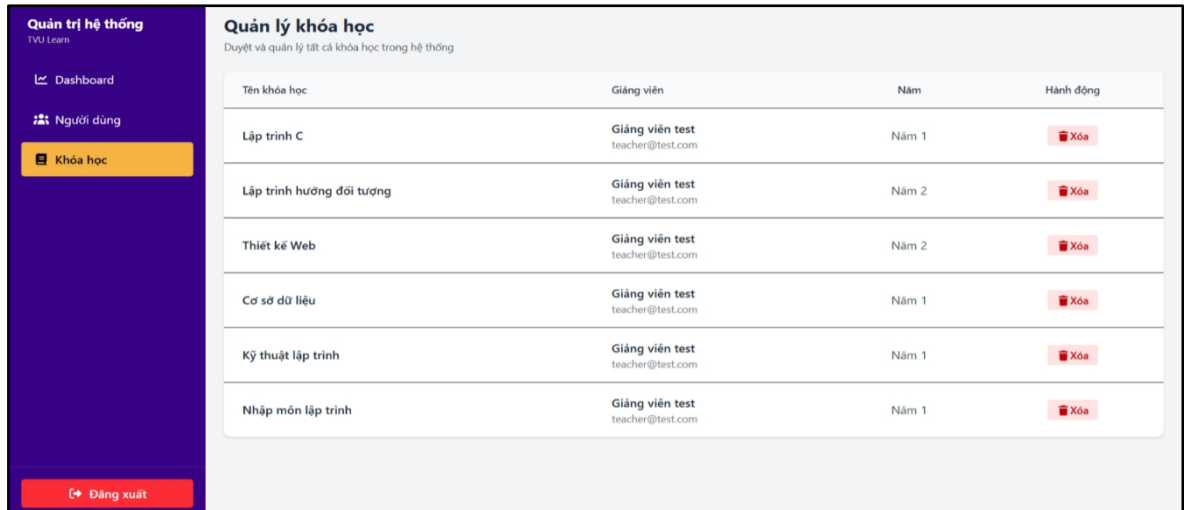 Quản trị hệ thống
TVU Learn
Dashboard
Người dùng
Khóa học
Đăng xuất
Quản lý khóa học
Duyệt và quản lý tất cả khóa học trong hệ thống
Tên khóa học Giảng viên Năm Hành động
Lập trình C Giảng viên test Năm 1 Xóa
teacher@test.com
Lập trình hướng đối tượng Giảng viên test Năm 2 Xóa
teacher@test.com
Thiết kế Web Giảng viên test Năm 2 Xóa
teacher@test.com
Cơ sở dữ liệu Giảng viên test Năm 1 Xóa
teacher@test.com
Kỹ thuật lập trình Giảng viên test Năm 1 Xóa
teacher@test.com
Nhập môn lập trình Giảng viên test Năm 1 Xóa
teacher@test.com